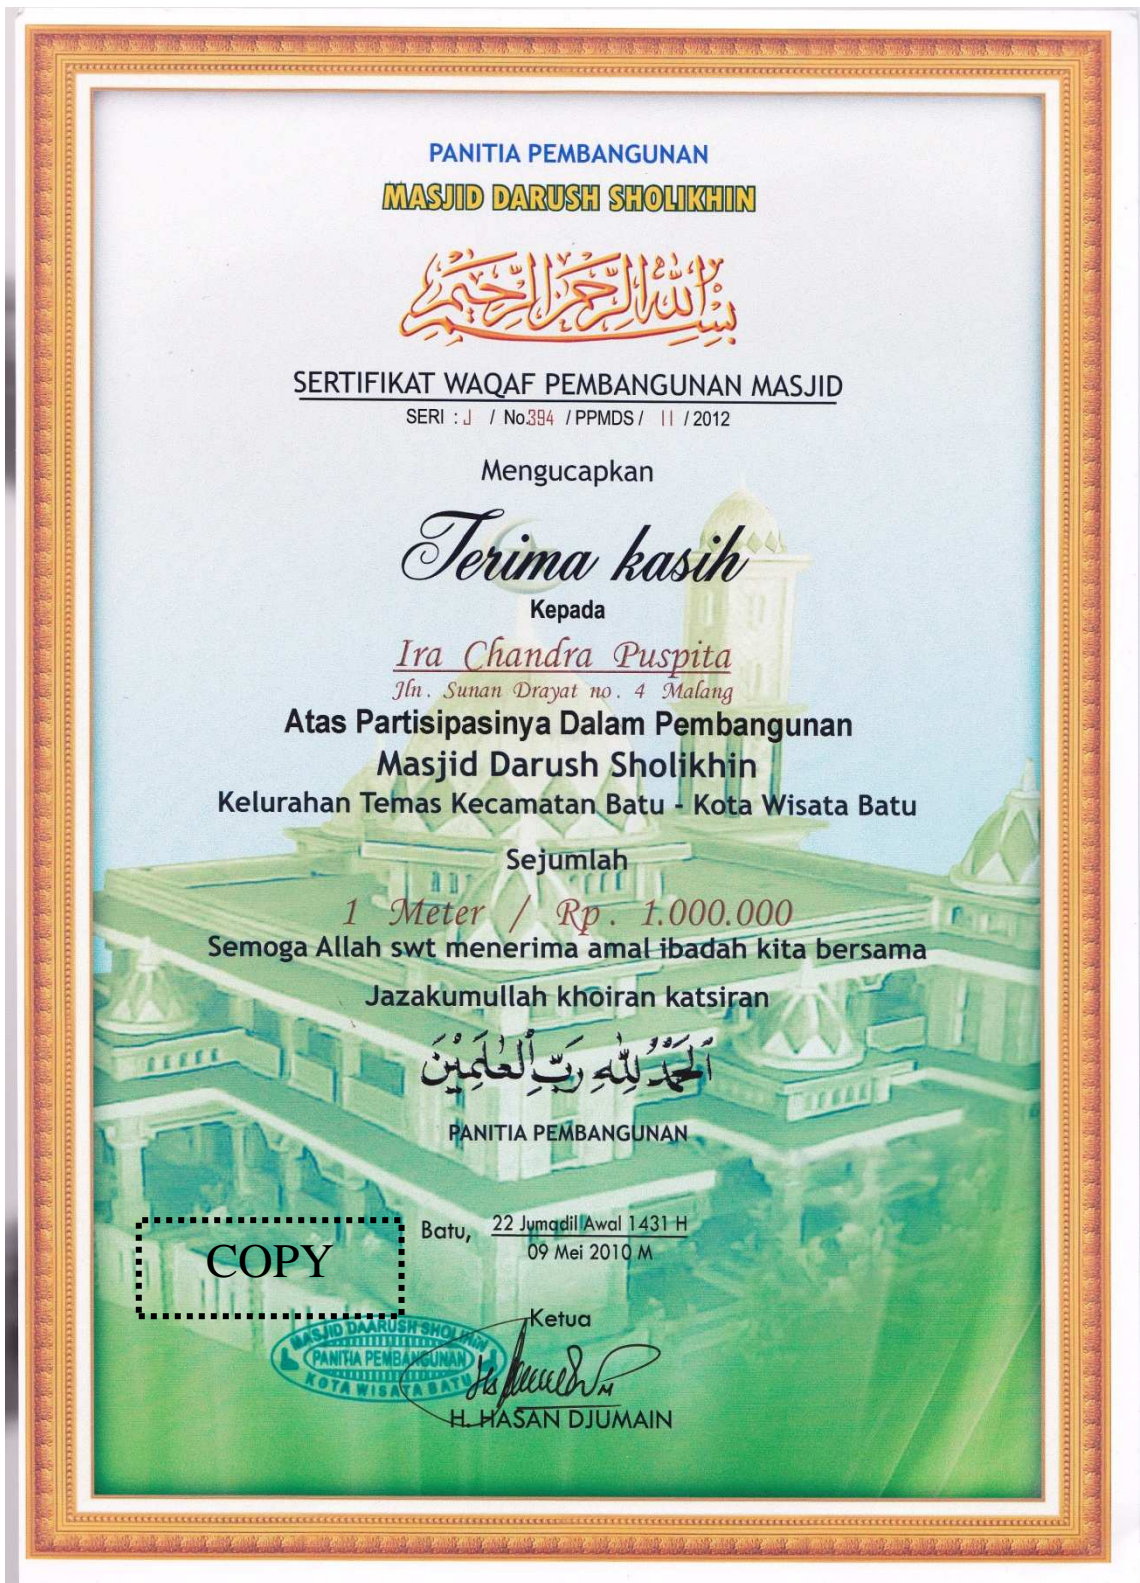 PANITIA PEMBANGUNAN
MASJID DARUSH SHOLIKHIN
بِسْمِ اللهِ الرَّحْمَنِ الرَّحِيْمِ
SERTIFIKAT WAQAF PEMBANGUNAN MASJID
SERI : J / No.394 / PPMDS / II / 2012
Mengucapkan
Terima kasih
Kepada
Ira Chandra Puspita
Jln. Sunan Drayat no. 4 Malang
Atas Partisipasinya Dalam Pembangunan
Masjid Darush Sholikhin
Kelurahan Temas Kecamatan Batu - Kota Wisata Batu
Sejumlah
1 Meter / Rp. 1.000.000
Semoga Allah swt menerima amal ibadah kita bersama
Jazakumullah khoiran katsiran
اَلْحَمْدُ لِلّٰهِ رَبِّ الْعٰلَمِيْنَ
PANITIA PEMBANGUNAN
Batu, 22 Jumadil Awal 1431 H
09 Mei 2010 M
COPY
Ketua
MASJID DAARUSH SHOLIHIN
PANITIA PEMBANGUNAN
KOTA WISATA BATU
H. HASAN DJUMAIN